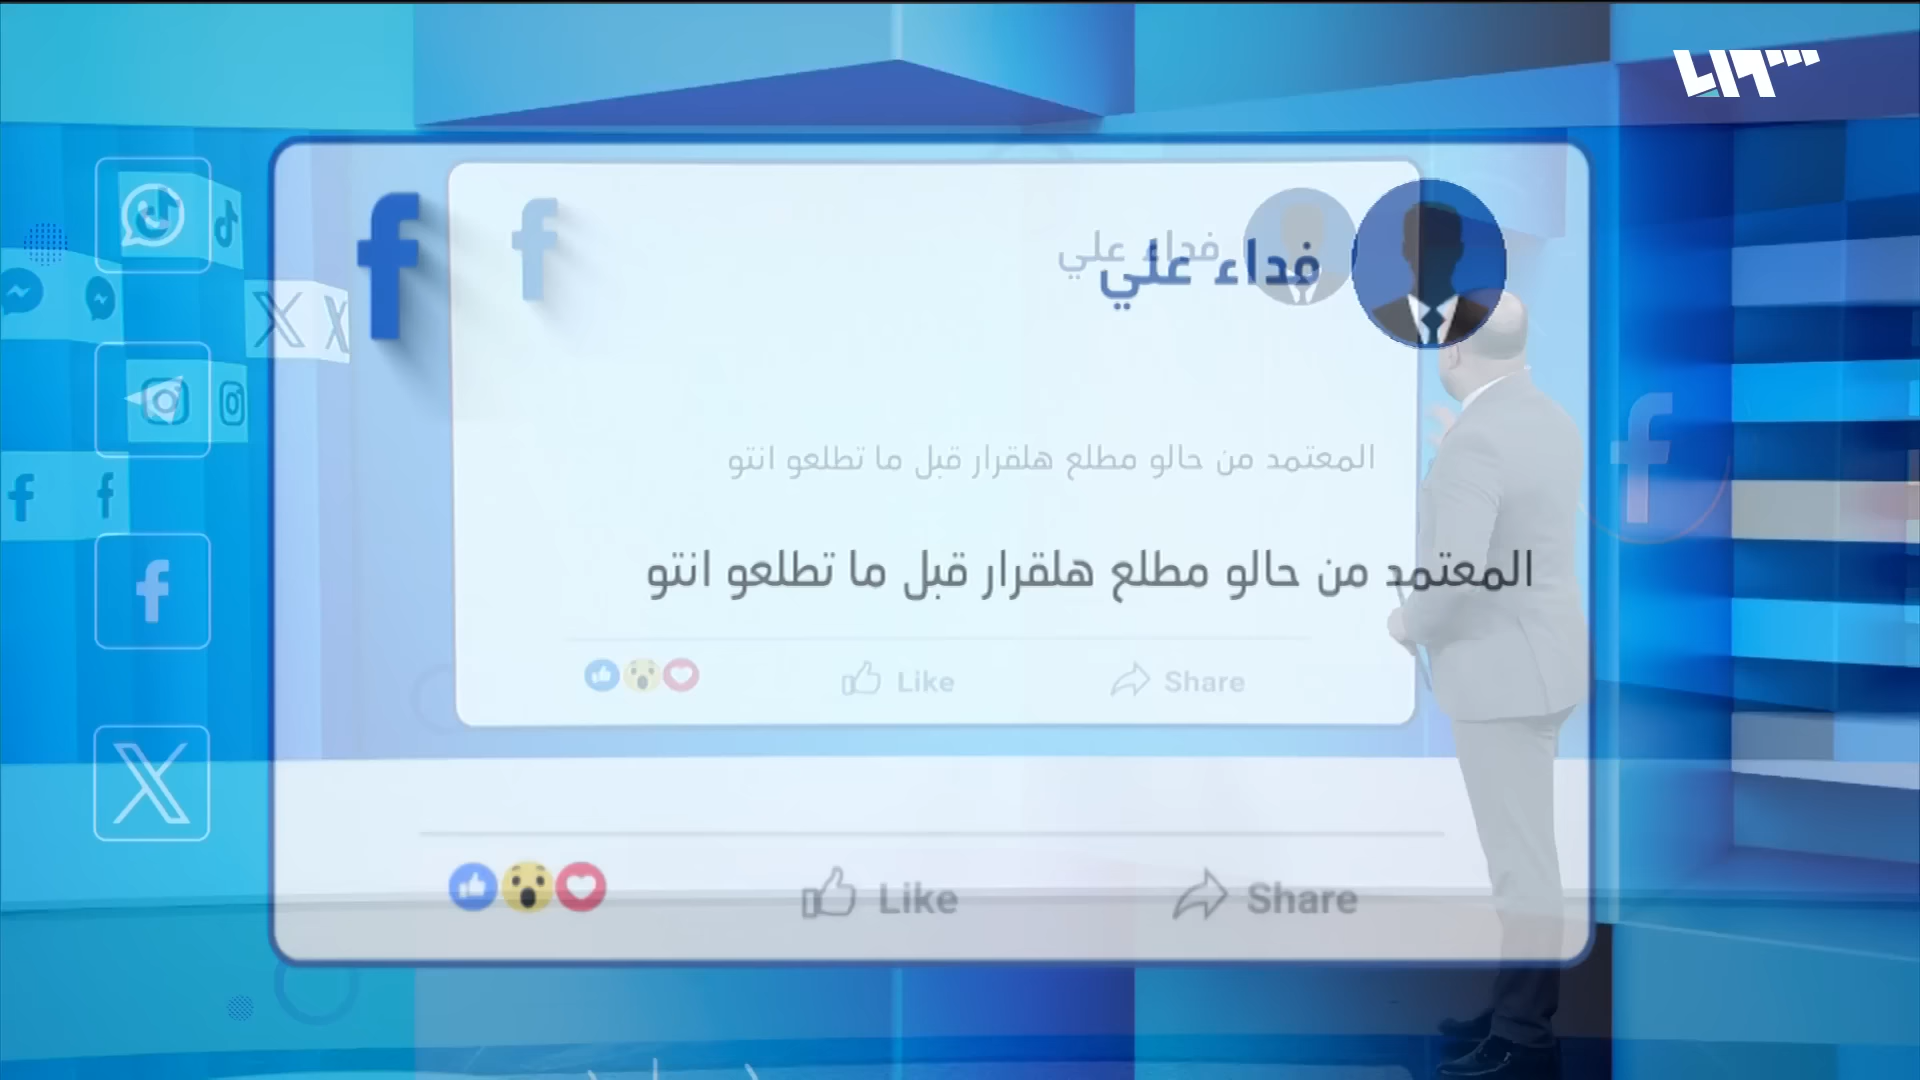 فداء علي
فداء علي
المعتمد من حالو مطلع هلقرار قبل ما تطلعو انتو
المعتمد من حالو مطلع هلقرار قبل ما تطلعو انتو
Like Share
Like Share